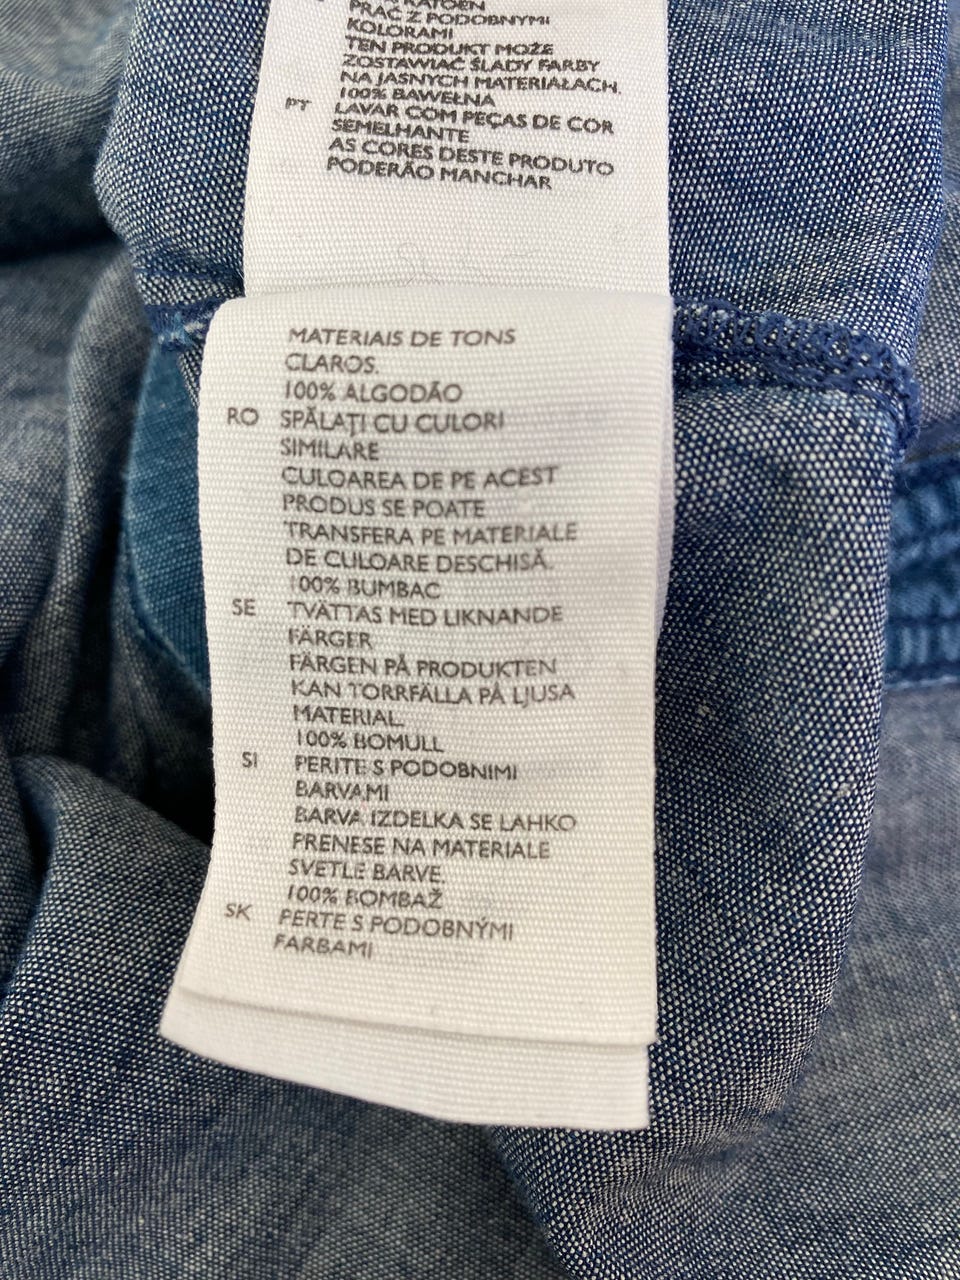 KATOEN
PRAĆ Z PODOBNYMI
KOLORAMI
TEN PRODUKT MOŻE
ZOSTAWIAĆ ŚLADY FARBY
NA JASNYCH MATERIAŁACH.
100% BAWEŁNA
PT LAVAR COM PEÇAS DE COR
SEMELHANTE
AS CORES DESTE PRODUTO
PODERÃO MANCHAR
MATERIAIS DE TONS
CLAROS.
100% ALGODÃO
RO SPĂLAŢI CU CULORI
SIMILARE
CULOAREA DE PE ACEST
PRODUS SE POATE
TRANSFERA PE MATERIALE
DE CULOARE DESCHISĂ.
100% BUMBAC
SE TVÄTTAS MED LIKNANDE
FÄRGER
FÄRGEN PÅ PRODUKTEN
KAN TORRFÄLLA PÅ LJUSA
MATERIAL.
100% BOMULL
SI PERITE S PODOBNIMI
BARVAMI
BARVA IZDELKA SE LAHKO
PRENESE NA MATERIALE
SVETLE BARVE.
100% BOMBAŽ
SK PERTE S PODOBNÝMI
FARBAMI